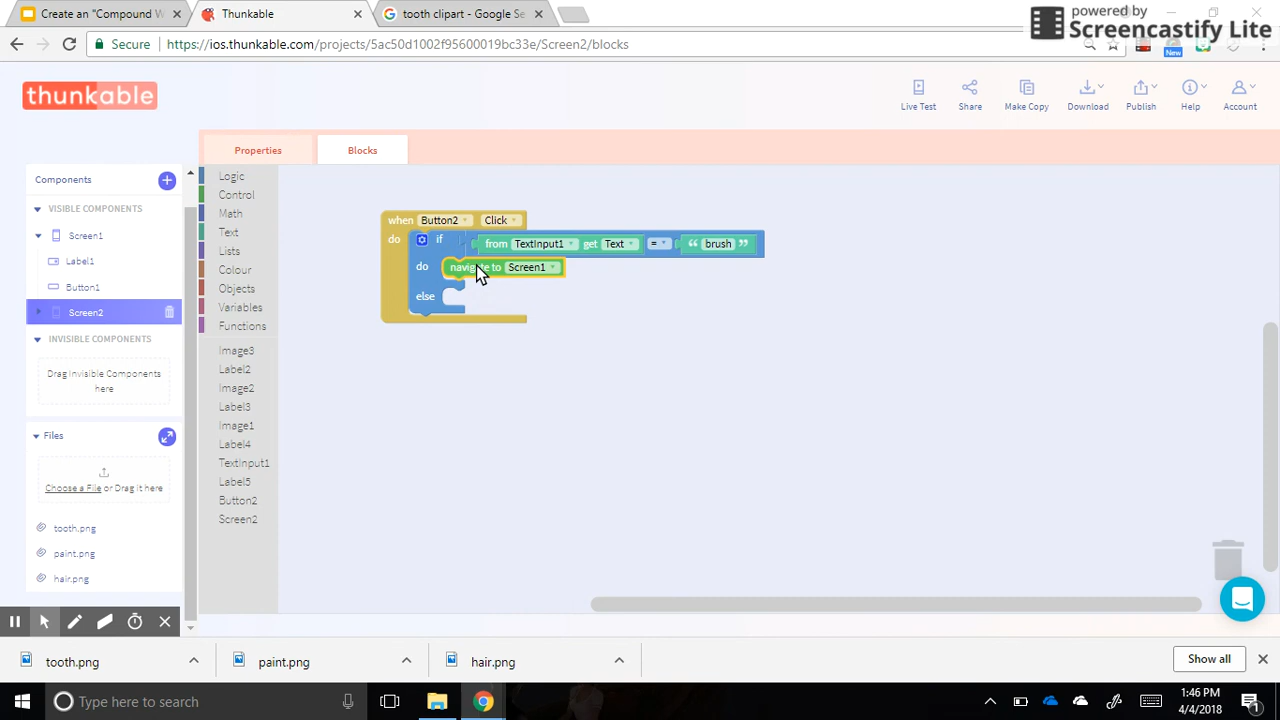 Create an "Compound W
Thunkable
tooth clipart – Google Se
powered by
Screencastify Lite
Secure
https://ios.thunkable.com/projects/5ac50d1002f95017c16bc33e/Screen2/blocks
New
thunkable
Live Test
Share
Make Copy
Download
Publish
Help
Account
Properties
Blocks
Components
VISIBLE COMPONENTS
Screen1
Label1
Button1
Screen2
INVISIBLE COMPONENTS
Drag Invisible Components
here
Files
Choose a File or Drag it here
tooth.png
paint.png
hair.png
Logic
Control
Math
Text
Lists
Colour
Objects
Variables
Functions
Image3
Label2
Image2
Label3
Image1
Label4
TextInput1
Label5
Button2
Screen2
when Button2 Click
do if from TextInput1 get Text = “ brush ”
do navigate to Screen1
else
tooth.png
paint.png
hair.png
Show all
Type here to search
1:46 PM
4/4/2018
1